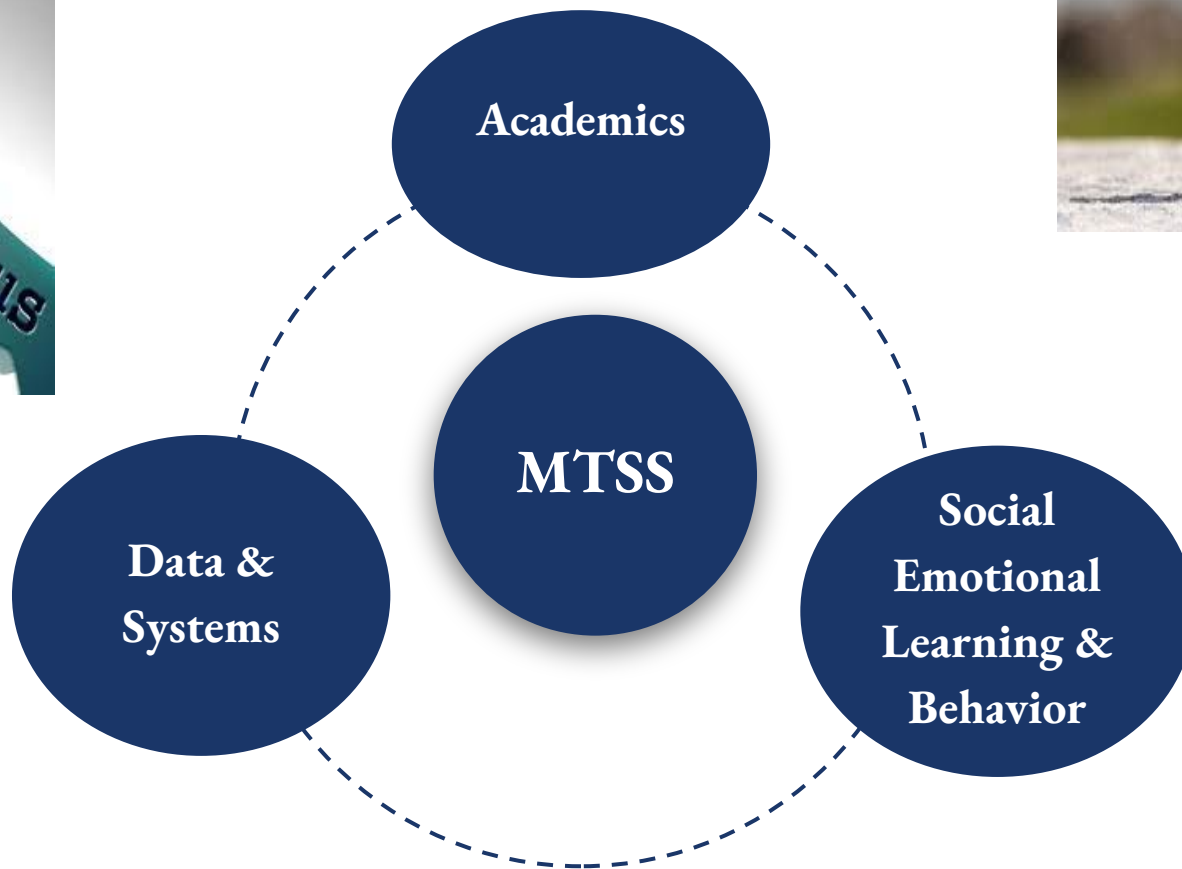 Academics
MTSS
Data &
Systems
Social
Emotional
Learning &
Behavior